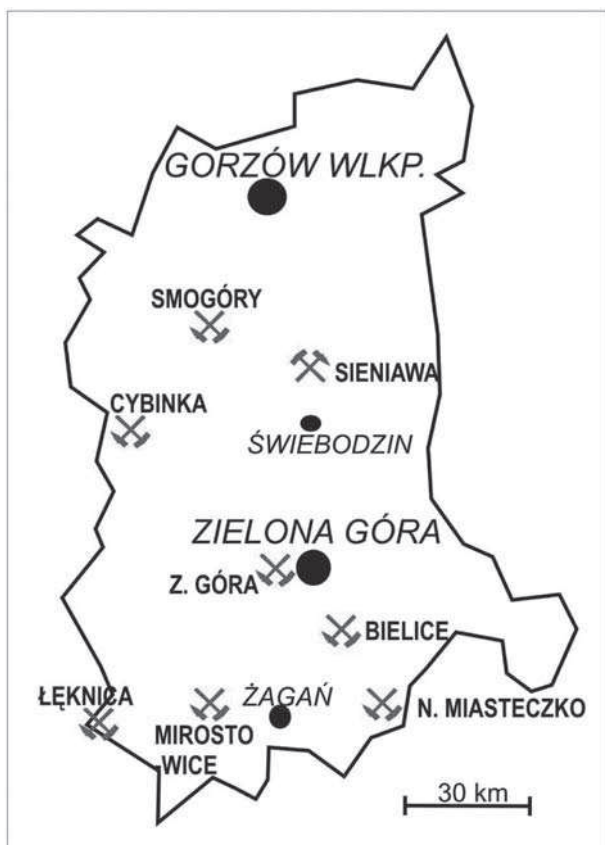 GORZÓW WLKP.
SMOGÓRY
SIENIAWA
CYBINKA
ŚWIEBODZIN
ZIELONA GÓRA
Z. GÓRA
BIELICE
ŁĘKNICA
ŻAGAŃ
N. MIASTECZKO
MIROSTO
WICE
30 km